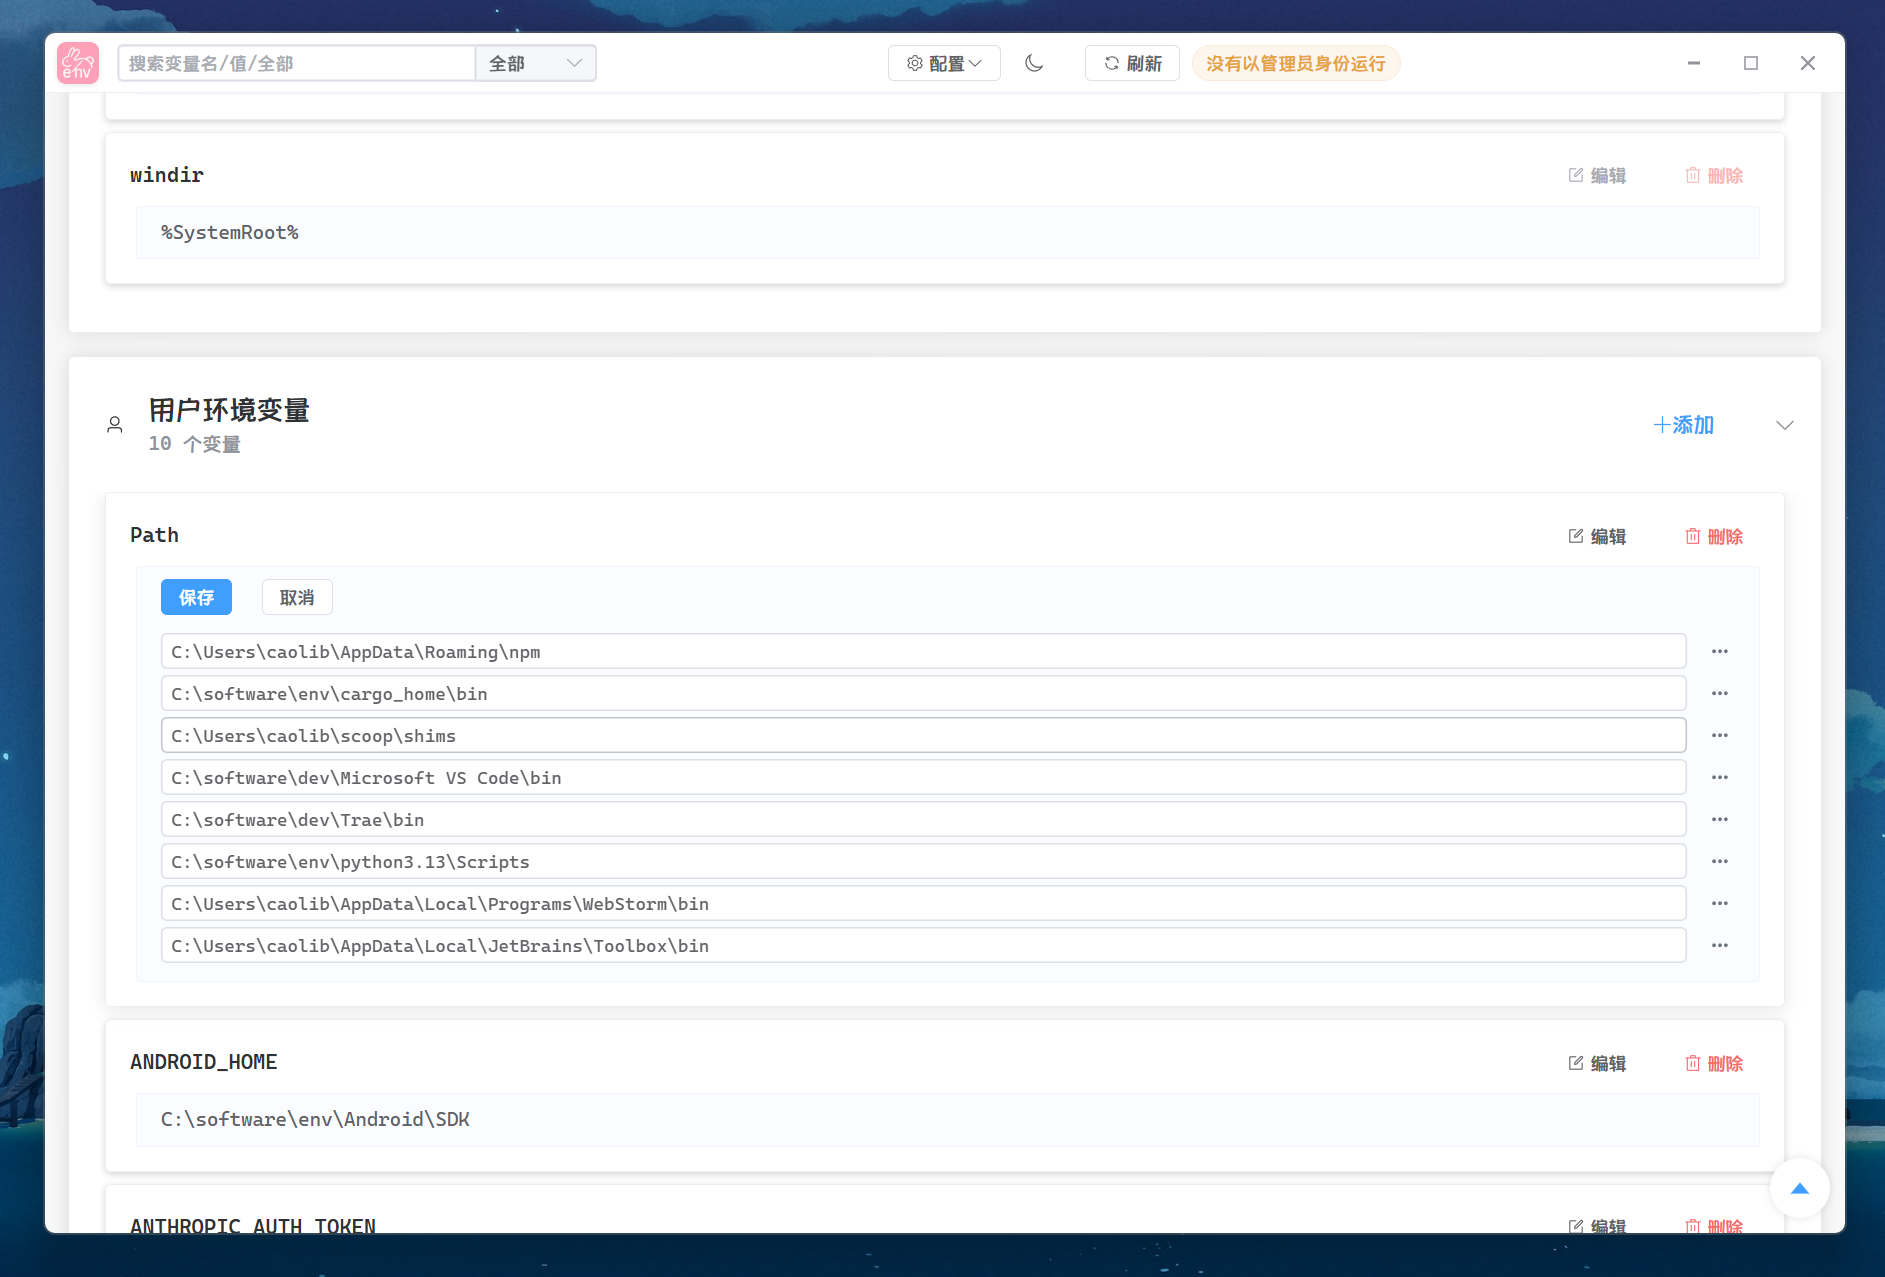 env
搜索变量名/值/全部
全部
配置
刷新
没有以管理员身份运行
windir
编辑
删除
%SystemRoot%
用户环境变量
10 个变量
添加
Path
编辑
删除
保存
取消
C:\Users\caolib\AppData\Roaming\npm
C:\software\env\cargo_home\bin
C:\Users\caolib\scoop\shims
C:\software\dev\Microsoft VS Code\bin
C:\software\dev\Trae\bin
C:\software\env\python3.13\Scripts
C:\Users\caolib\AppData\Local\Programs\WebStorm\bin
C:\Users\caolib\AppData\Local\JetBrains\Toolbox\bin
ANDROID_HOME
编辑
删除
C:\software\env\Android\SDK
ANTHROPIC_AUTH_TOKEN
编辑
删除